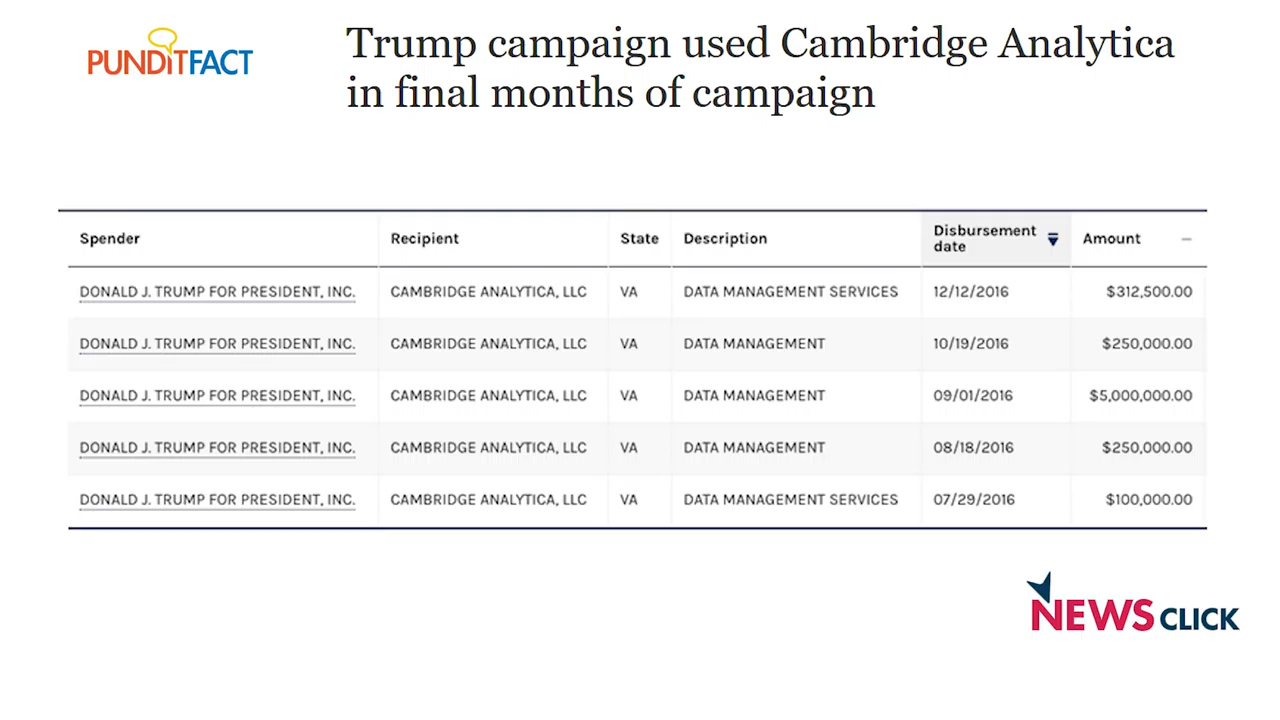 PUNDITFACT
Trump campaign used Cambridge Analytica
in final months of campaign
Spender Recipient State Description Disbursement date Amount
DONALD J. TRUMP FOR PRESIDENT, INC. CAMBRIDGE ANALYTICA, LLC VA DATA MANAGEMENT SERVICES 12/12/2016 $312,500.00
DONALD J. TRUMP FOR PRESIDENT, INC. CAMBRIDGE ANALYTICA, LLC VA DATA MANAGEMENT 10/19/2016 $250,000.00
DONALD J. TRUMP FOR PRESIDENT, INC. CAMBRIDGE ANALYTICA, LLC VA DATA MANAGEMENT 09/01/2016 $5,000,000.00
DONALD J. TRUMP FOR PRESIDENT, INC. CAMBRIDGE ANALYTICA, LLC VA DATA MANAGEMENT 08/18/2016 $250,000.00
DONALD J. TRUMP FOR PRESIDENT, INC. CAMBRIDGE ANALYTICA, LLC VA DATA MANAGEMENT SERVICES 07/29/2016 $100,000.00
NEWSCLICK